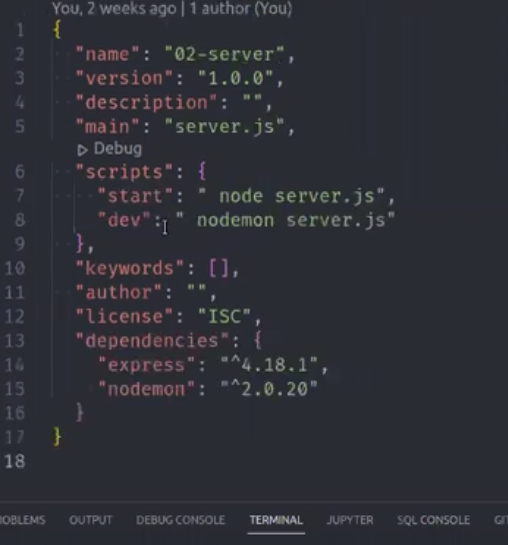 You, 2 weeks ago | 1 author (You)
1 {
2 "name": "02-server",
3 "version": "1.0.0",
4 "description": "",
5 "main": "server.js",
Debug
6 "scripts": {
7 "start": " node server.js",
8 "dev": " nodemon server.js"
9 },
10 "keywords": [],
11 "author": "",
12 "license": "ISC",
13 "dependencies": {
14 "express": "^4.18.1",
15 "nodemon": "^2.0.20"
16 }
17 }
18
OBLEMS OUTPUT DEBUG CONSOLE TERMINAL JUPYTER SQL CONSOLE GI